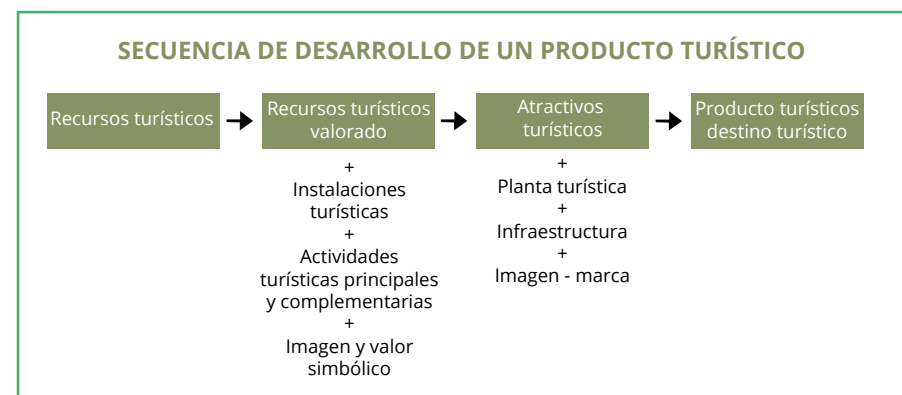 SECUENCIA DE DESARROLLO DE UN PRODUCTO TURÍSTICO
Recursos turísticos
Recursos turísticos
valorado
+
Instalaciones
turísticas
+
Actividades
turísticas principales
y complementarias
+
Imagen y valor
simbólico
Atractivos
turísticos
+
Planta turística
+
Infraestructura
+
Imagen - marca
Producto turísticos
destino turístico